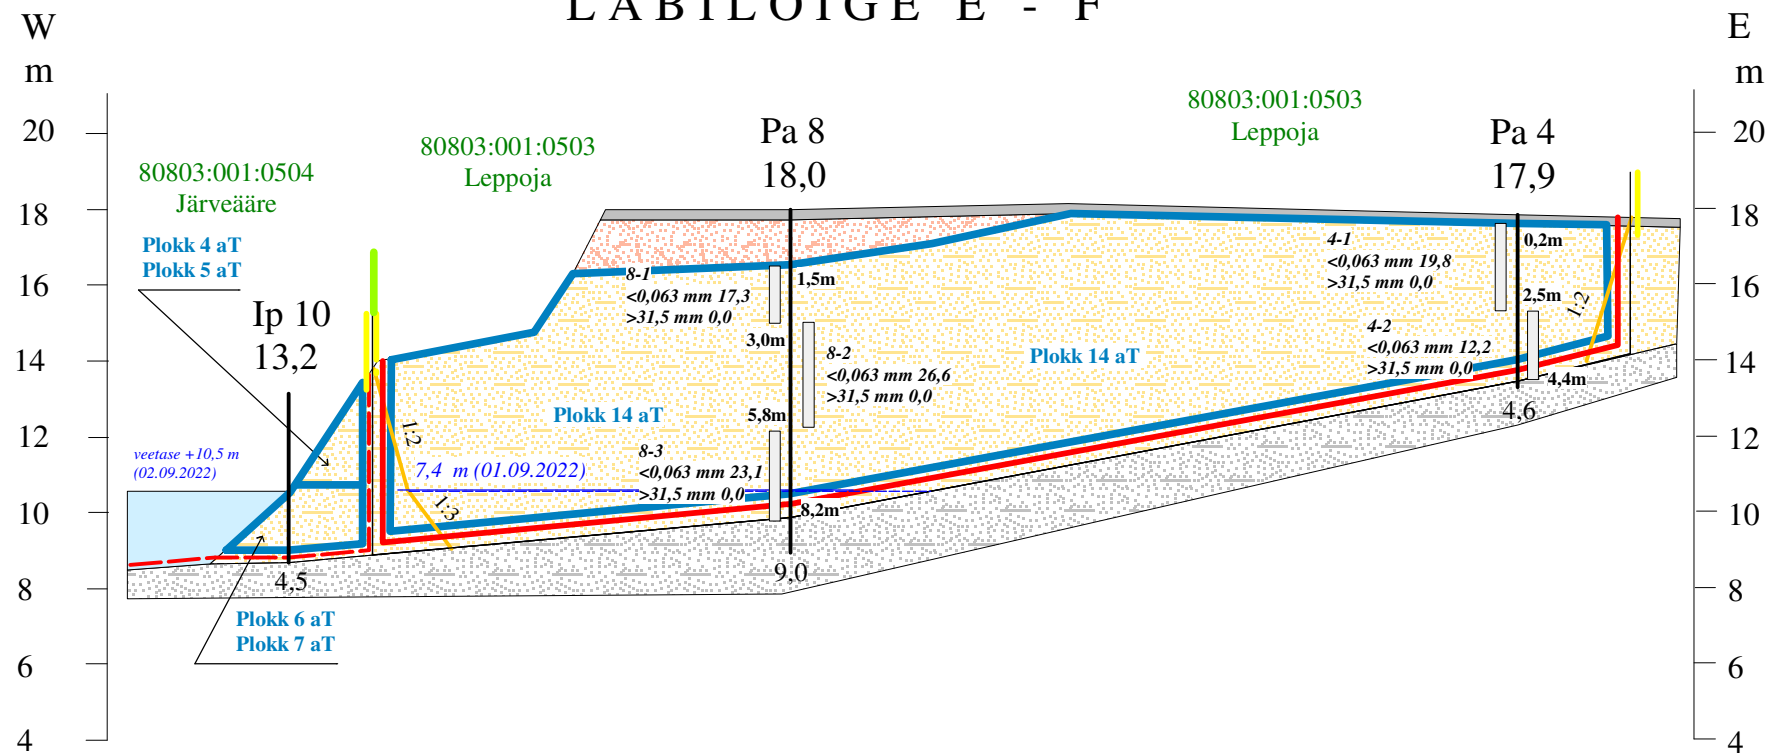 LÄBILÕIGE E - F
W
m
E
m
20
18
16
14
12
10
8
6
4
20
18
16
14
12
10
8
6
4
80803:001:0504
Järveääre
80803:001:0503
Leppoja
80803:001:0503
Leppoja
Plokk 4 aT
Plokk 5 aT
Ip 10
13,2
Pa 8
18,0
Pa 4
17,9
8-1
<0,063 mm 17,3
>31,5 mm 0,0
1,5m
3,0m
8-2
<0,063 mm 26,6
>31,5 mm 0,0
5,8m
8-3
<0,063 mm 23,1
>31,5 mm 0,0
8,2m
4-1
<0,063 mm 19,8
>31,5 mm 0,0
0,2m
2,5m
4-2
<0,063 mm 12,2
>31,5 mm 0,0
4,4m
1:2
Plokk 14 aT
Plokk 14 aT
1:2
1:3
veetase +10,5 m
(02.09.2022)
7,4 m (01.09.2022)
4,5
9,0
4,6
Plokk 6 aT
Plokk 7 aT